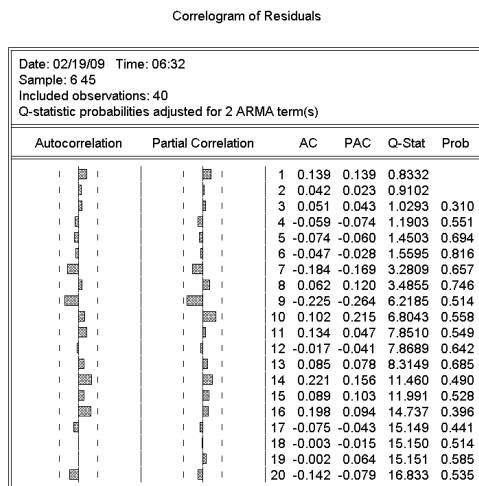 Correlogram of Residuals
Date: 02/19/09 Time: 06:32
Sample: 6 45
Included observations: 40
Q-statistic probabilities adjusted for 2 ARMA term(s)
Autocorrelation Partial Correlation AC PAC Q-Stat Prob
1 0.139 0.139 0.8332
2 0.042 0.023 0.9102
3 0.051 0.043 1.0293 0.310
4 -0.059 -0.074 1.1903 0.551
5 -0.074 -0.060 1.4503 0.694
6 -0.047 -0.028 1.5595 0.816
7 -0.184 -0.169 3.2809 0.657
8 0.062 0.120 3.4855 0.746
9 -0.225 -0.264 6.2185 0.514
10 0.102 0.215 6.8043 0.558
11 0.134 0.047 7.8510 0.549
12 -0.017 -0.041 7.8689 0.642
13 0.085 0.078 8.3149 0.685
14 0.221 0.156 11.460 0.490
15 0.089 0.103 11.991 0.528
16 0.198 0.094 14.737 0.396
17 -0.075 -0.043 15.149 0.441
18 -0.003 -0.015 15.150 0.514
19 -0.002 0.064 15.151 0.585
20 -0.142 -0.079 16.833 0.535